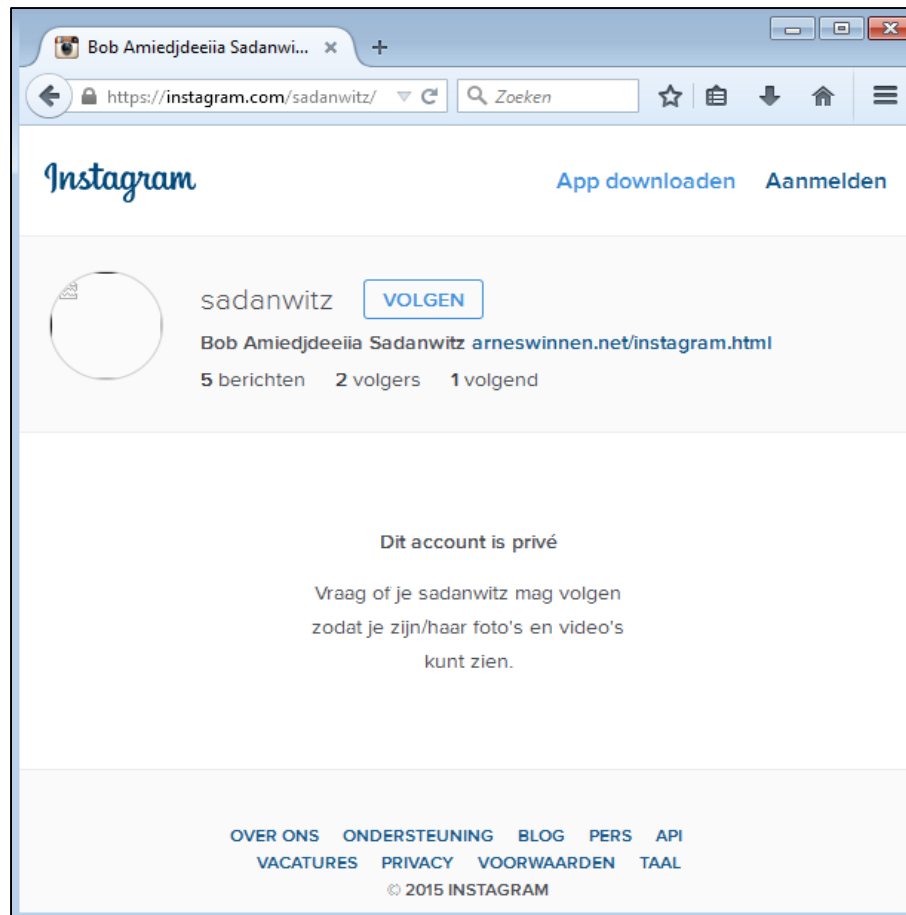 Bob Amiedjdeeiia Sadanwi...
https://instagram.com/sadanwitz/ Zoeken
Instagram App downloaden Aanmelden
sadanwitz VOLGEN
Bob Amiedjdeeiia Sadanwitz arneswinnen.net/instagram.html
5 berichten 2 volgers 1 volgend
Dit account is privé
Vraag of je sadanwitz mag volgen
zodat je zijn/haar foto's en video's
kunt zien.
OVER ONS ONDERSTEUNING BLOG PERS API
VACATURES PRIVACY VOORWAARDEN TAAL
© 2015 INSTAGRAM